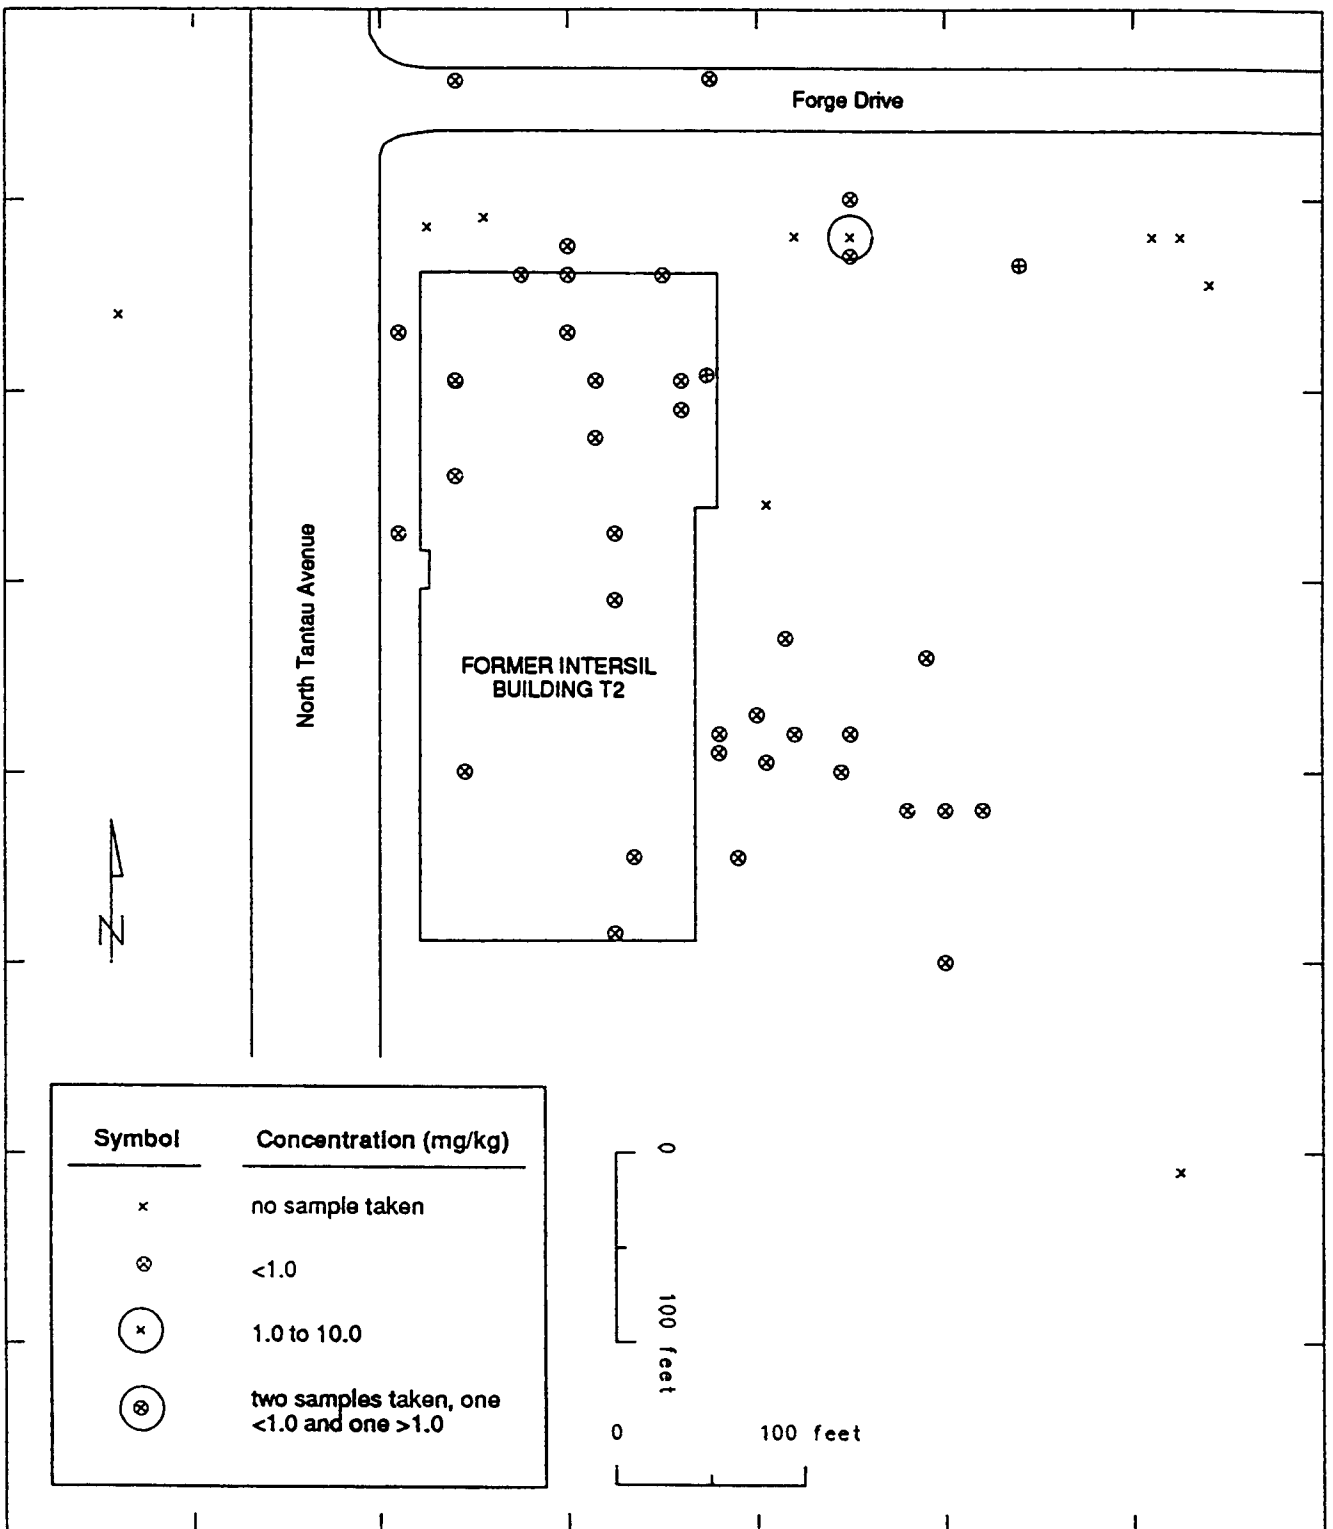 Forge Drive
North Tantau Avenue
FORMER INTERSIL
BUILDING T2
N
Symbol Concentration (mg/kg)
no sample taken
<1.0
1.0 to 10.0
two samples taken, one
<1.0 and one >1.0
0
100 feet
0 100 feet